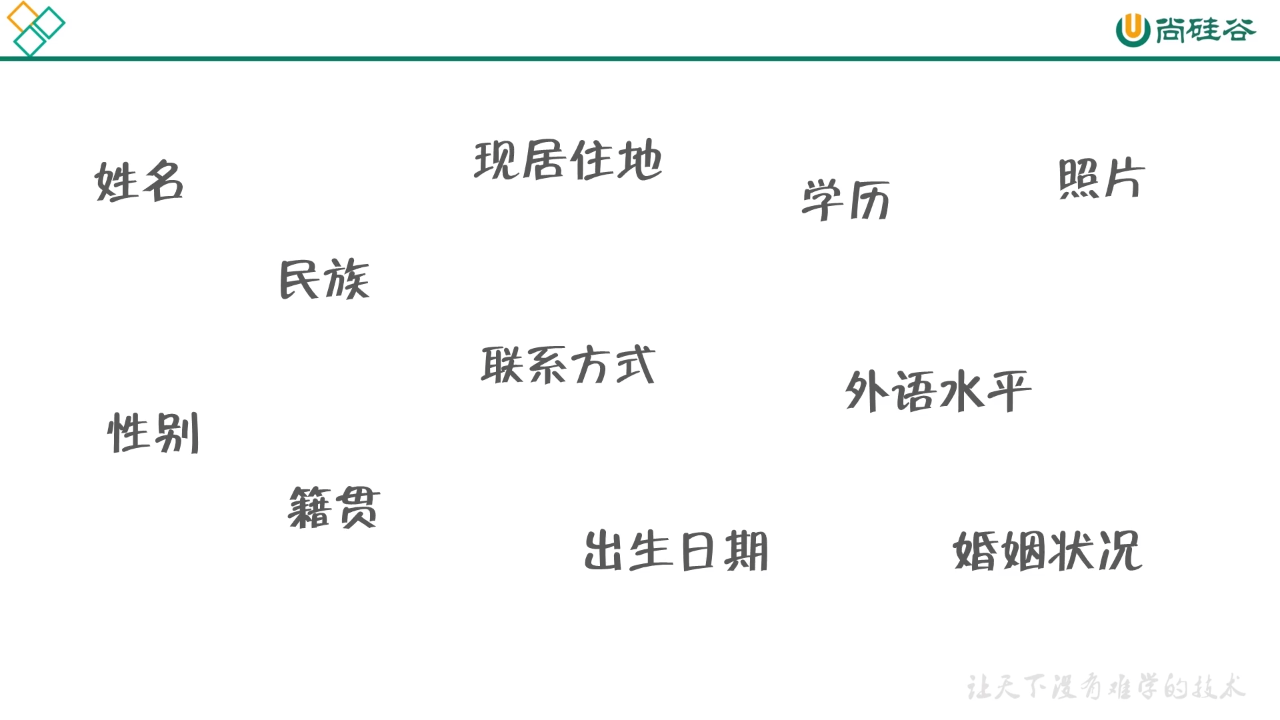 尚硅谷
姓名
现居住地
学历
照片
民族
联系方式
外语水平
性别
籍贯
出生日期
婚姻状况
让天下没有难学的技术